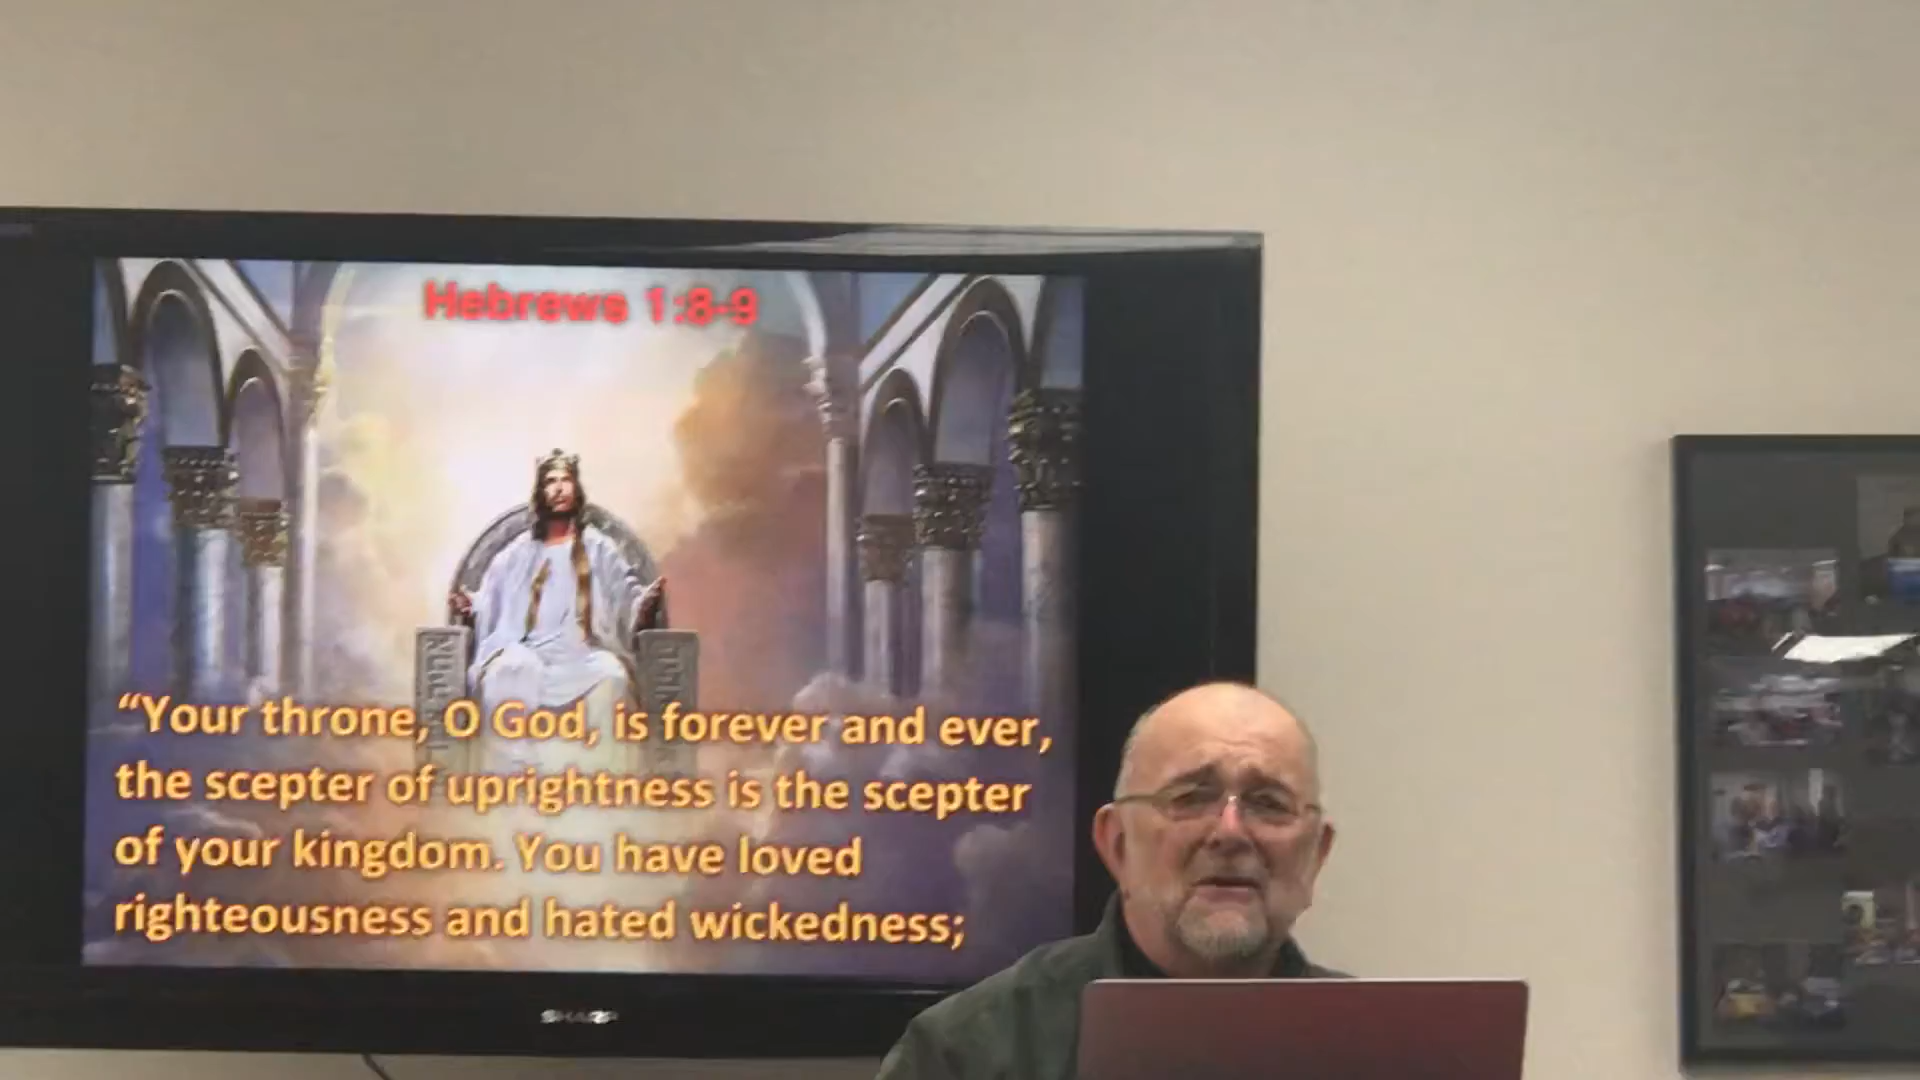 Hebrews 1:8-9
“Your throne, O God, is forever and ever,
the scepter of uprightness is the scepter
of your kingdom. You have loved
righteousness and hated wickedness;
SHARP